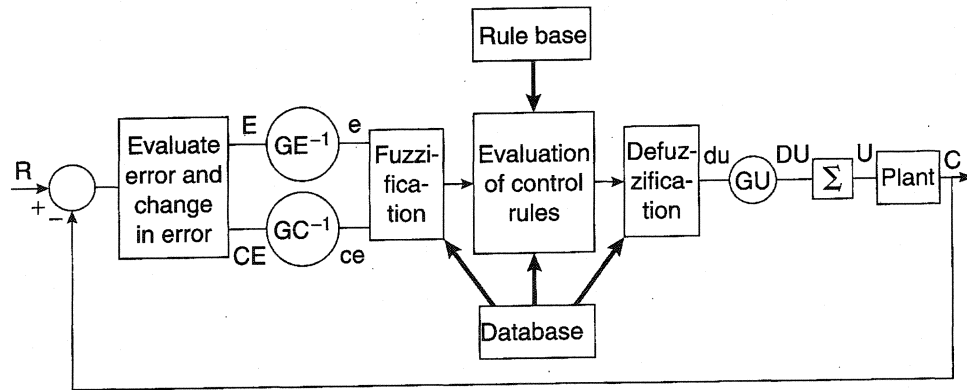 Rule base
R
+
−
Evaluate
error and
change
in error
E
GE⁻¹
e
CE
GC⁻¹
ce
Fuzzi-
fica-
tion
Evaluation
of control
rules
Defuz-
zifica-
tion
du
GU
DU
Σ
U
Plant
C
Database